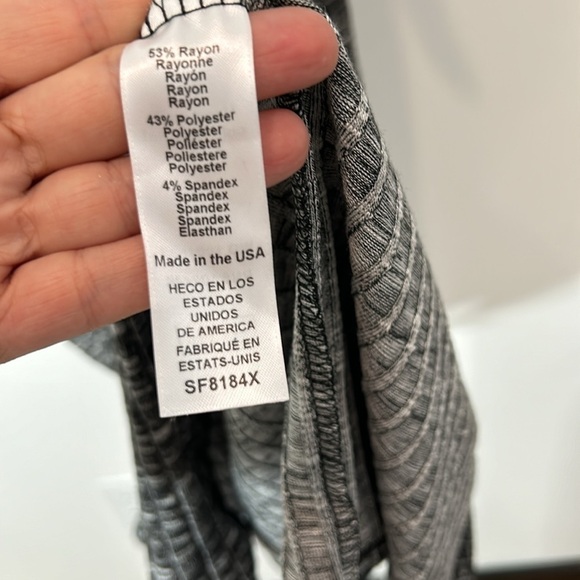 53% Rayon
Rayonne
Rayón
Rayon
Rayon
43% Polyester
Polyester
Poliéster
Poliestere
Polyester
4% Spandex
Spandex
Spandex
Spandex
Elasthan
Made in the USA
HECO EN LOS
ESTADOS
UNIDOS
DE AMERICA
FABRIQUÉ EN
ESTATS-UNIS
SF8184X